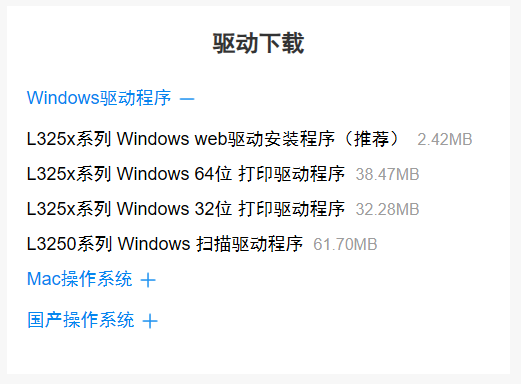 驱动下载
Windows驱动程序 —
L325x系列 Windows web驱动安装程序（推荐） 2.42MB
L325x系列 Windows 64位 打印驱动程序 38.47MB
L325x系列 Windows 32位 打印驱动程序 32.28MB
L3250系列 Windows 扫描驱动程序 61.70MB
Mac操作系统 +
国产操作系统 +